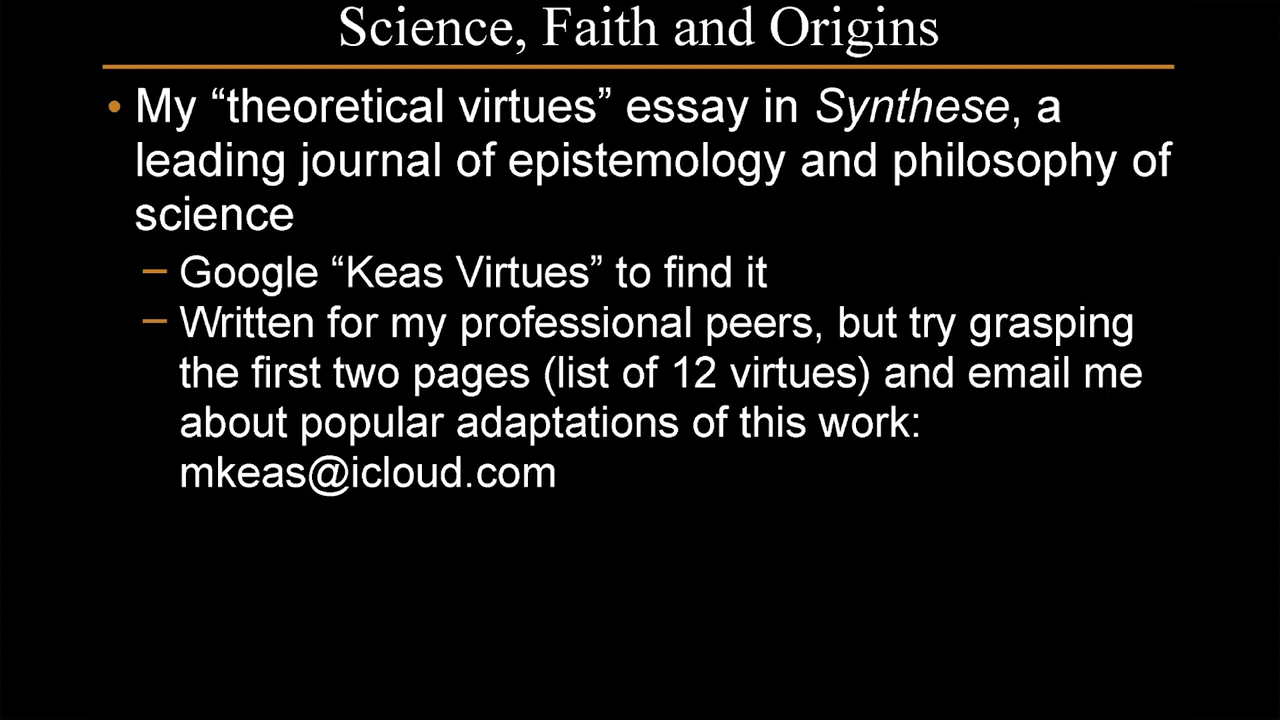 Science, Faith and Origins
• My “theoretical virtues” essay in Synthese, a
leading journal of epistemology and philosophy of
science
– Google “Keas Virtues” to find it
– Written for my professional peers, but try grasping
the first two pages (list of 12 virtues) and email me
about popular adaptations of this work:
mkeas@icloud.com